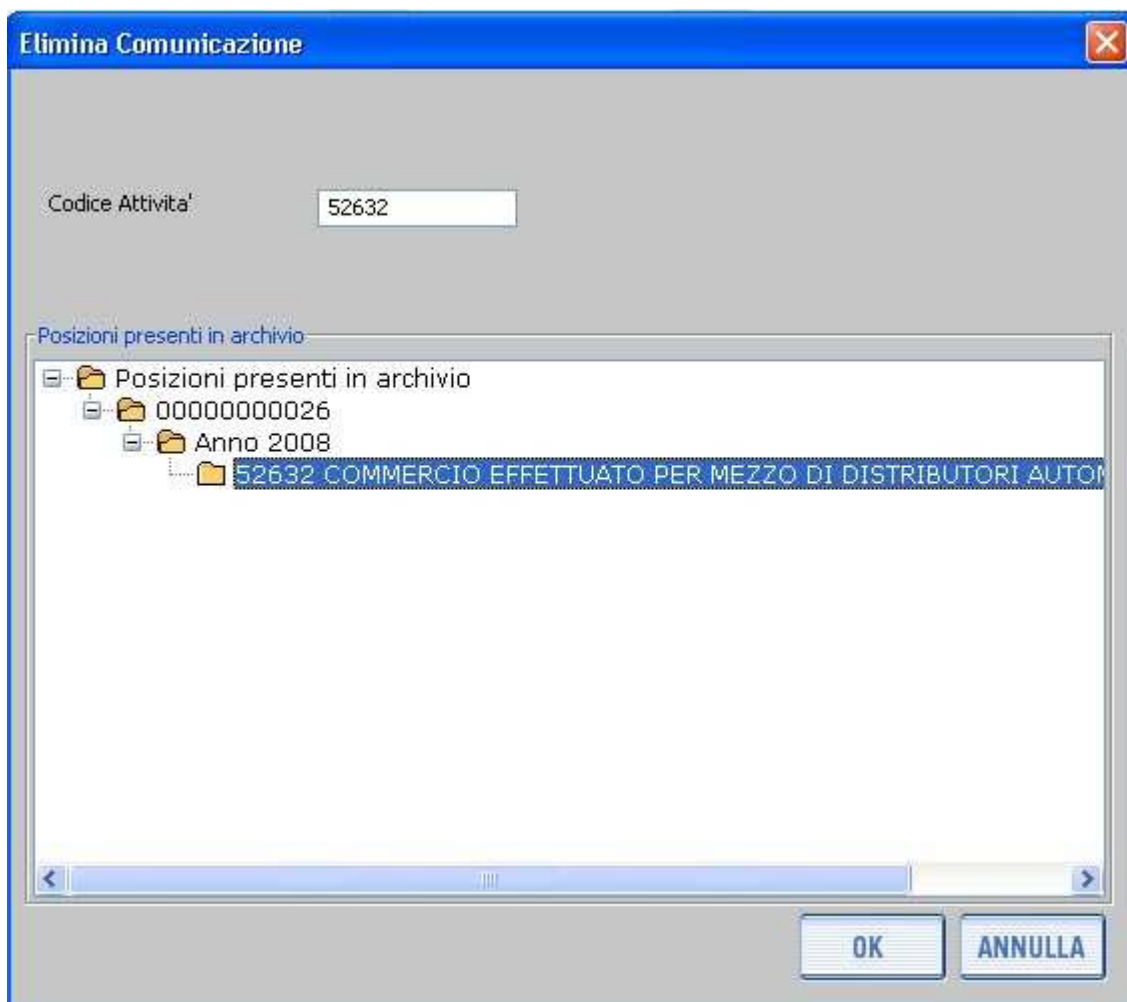 Elimina Comunicazione
Codice Attivita'
52632
Posizioni presenti in archivio
Posizioni presenti in archivio
00000000026
Anno 2008
52632 COMMERCIO EFFETTUATO PER MEZZO DI DISTRIBUTORI AUTOM
OK
ANNULLA